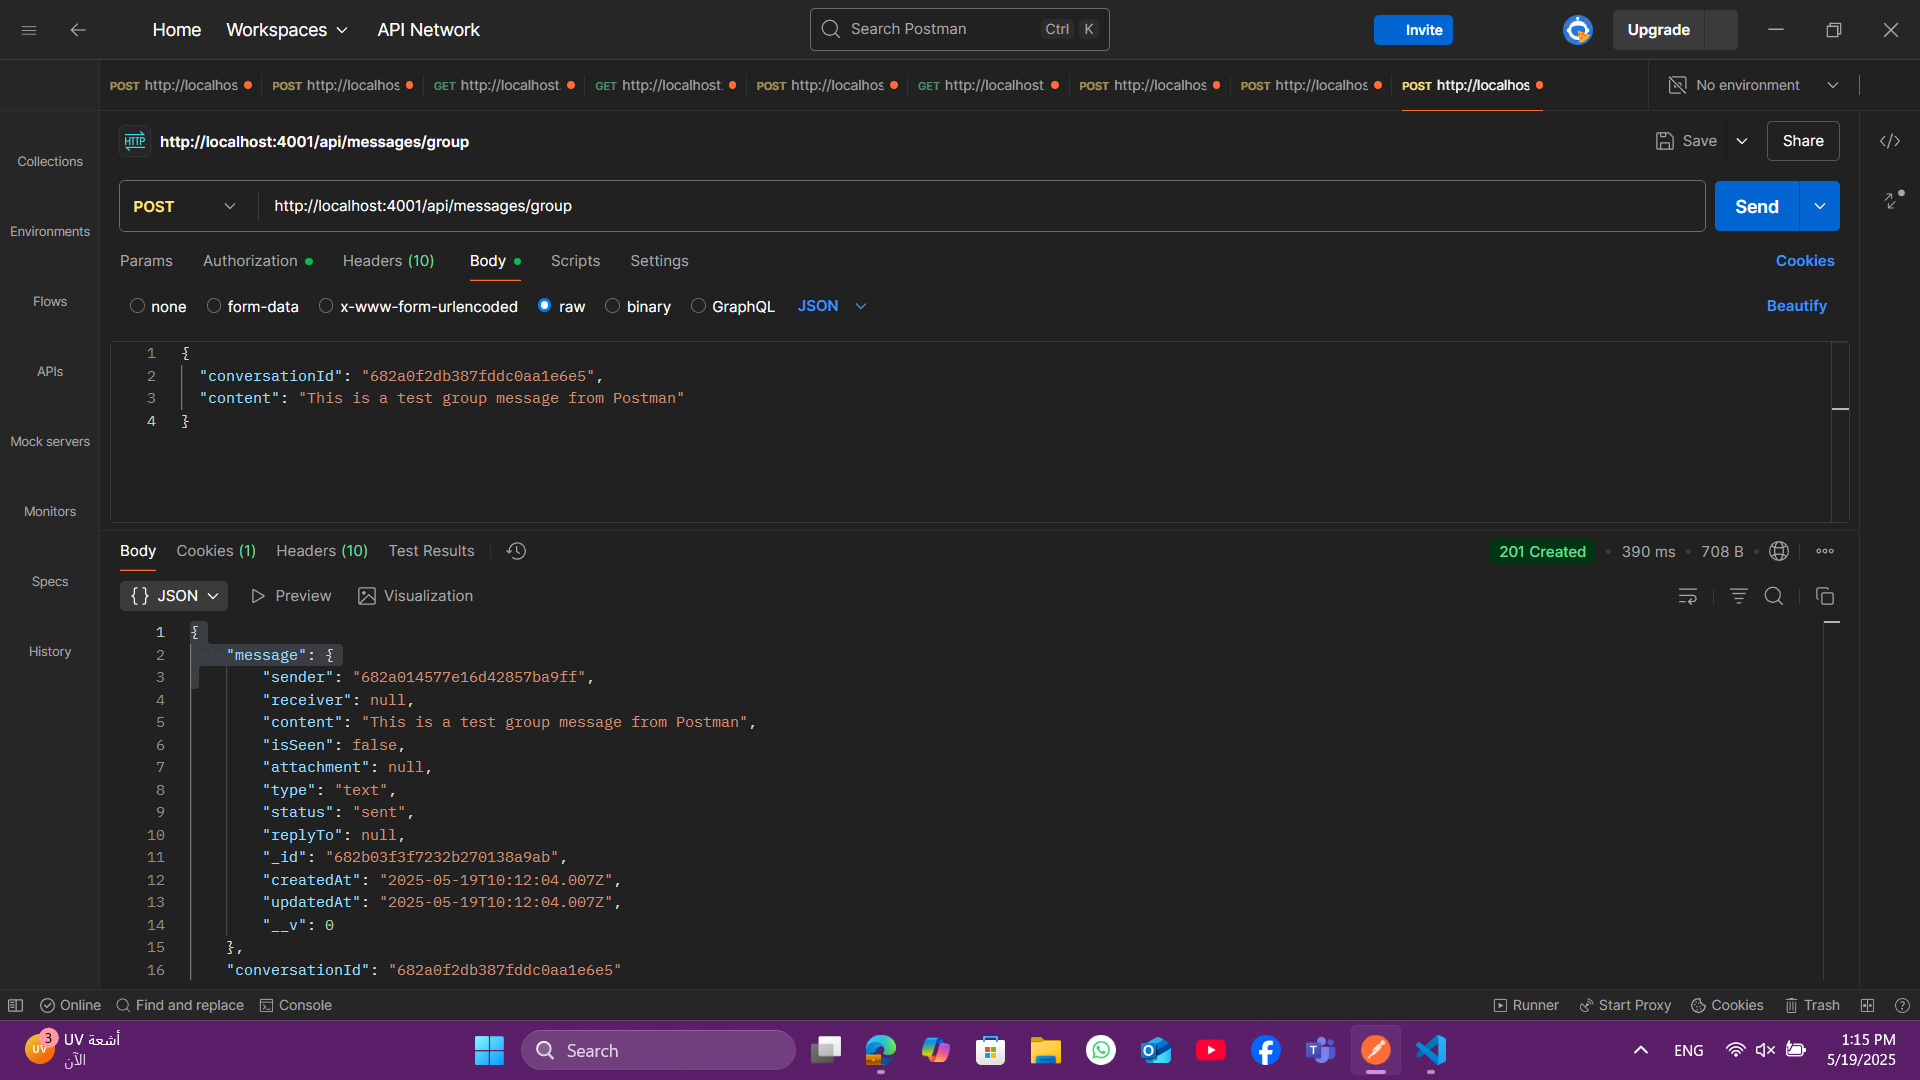 Home Workspaces API Network Search Postman Ctrl K Invite Upgrade
POST http://localhos POST http://localhos GET http://localhost. GET http://localhost. POST http://localhos GET http://localhost. POST http://localhos POST http://localhos POST http://localhos No environment
HTTP http://localhost:4001/api/messages/group Save Share
Collections
POST http://localhost:4001/api/messages/group Send
Environments
Params Authorization Headers (10) Body Scripts Settings Cookies
Flows
none form-data x-www-form-urlencoded raw binary GraphQL JSON Beautify
APIs
1 {
2 "conversationId": "682a0f2db387fddc0aa1e6e5",
3 "content": "This is a test group message from Postman"
4 }
Mock servers
Monitors
Body Cookies (1) Headers (10) Test Results 201 Created 390 ms 708 B
Specs
{} JSON Preview Visualization
History
1 {
2 "message": {
3 "sender": "682a014577e16d42857ba9ff",
4 "receiver": null,
5 "content": "This is a test group message from Postman",
6 "isSeen": false,
7 "attachment": null,
8 "type": "text",
9 "status": "sent",
10 "replyTo": null,
11 "_id": "682b03f3f7232b270138a9ab",
12 "createdAt": "2025-05-19T10:12:04.007Z",
13 "updatedAt": "2025-05-19T10:12:04.007Z",
14 "__v": 0
15 },
16 "conversationId": "682a0f2db387fddc0aa1e6e5"
Online Find and replace Console Runner Start Proxy Cookies Trash
UV 3 أشعة UV
الآن
Search
ENG
1:15 PM
5/19/2025